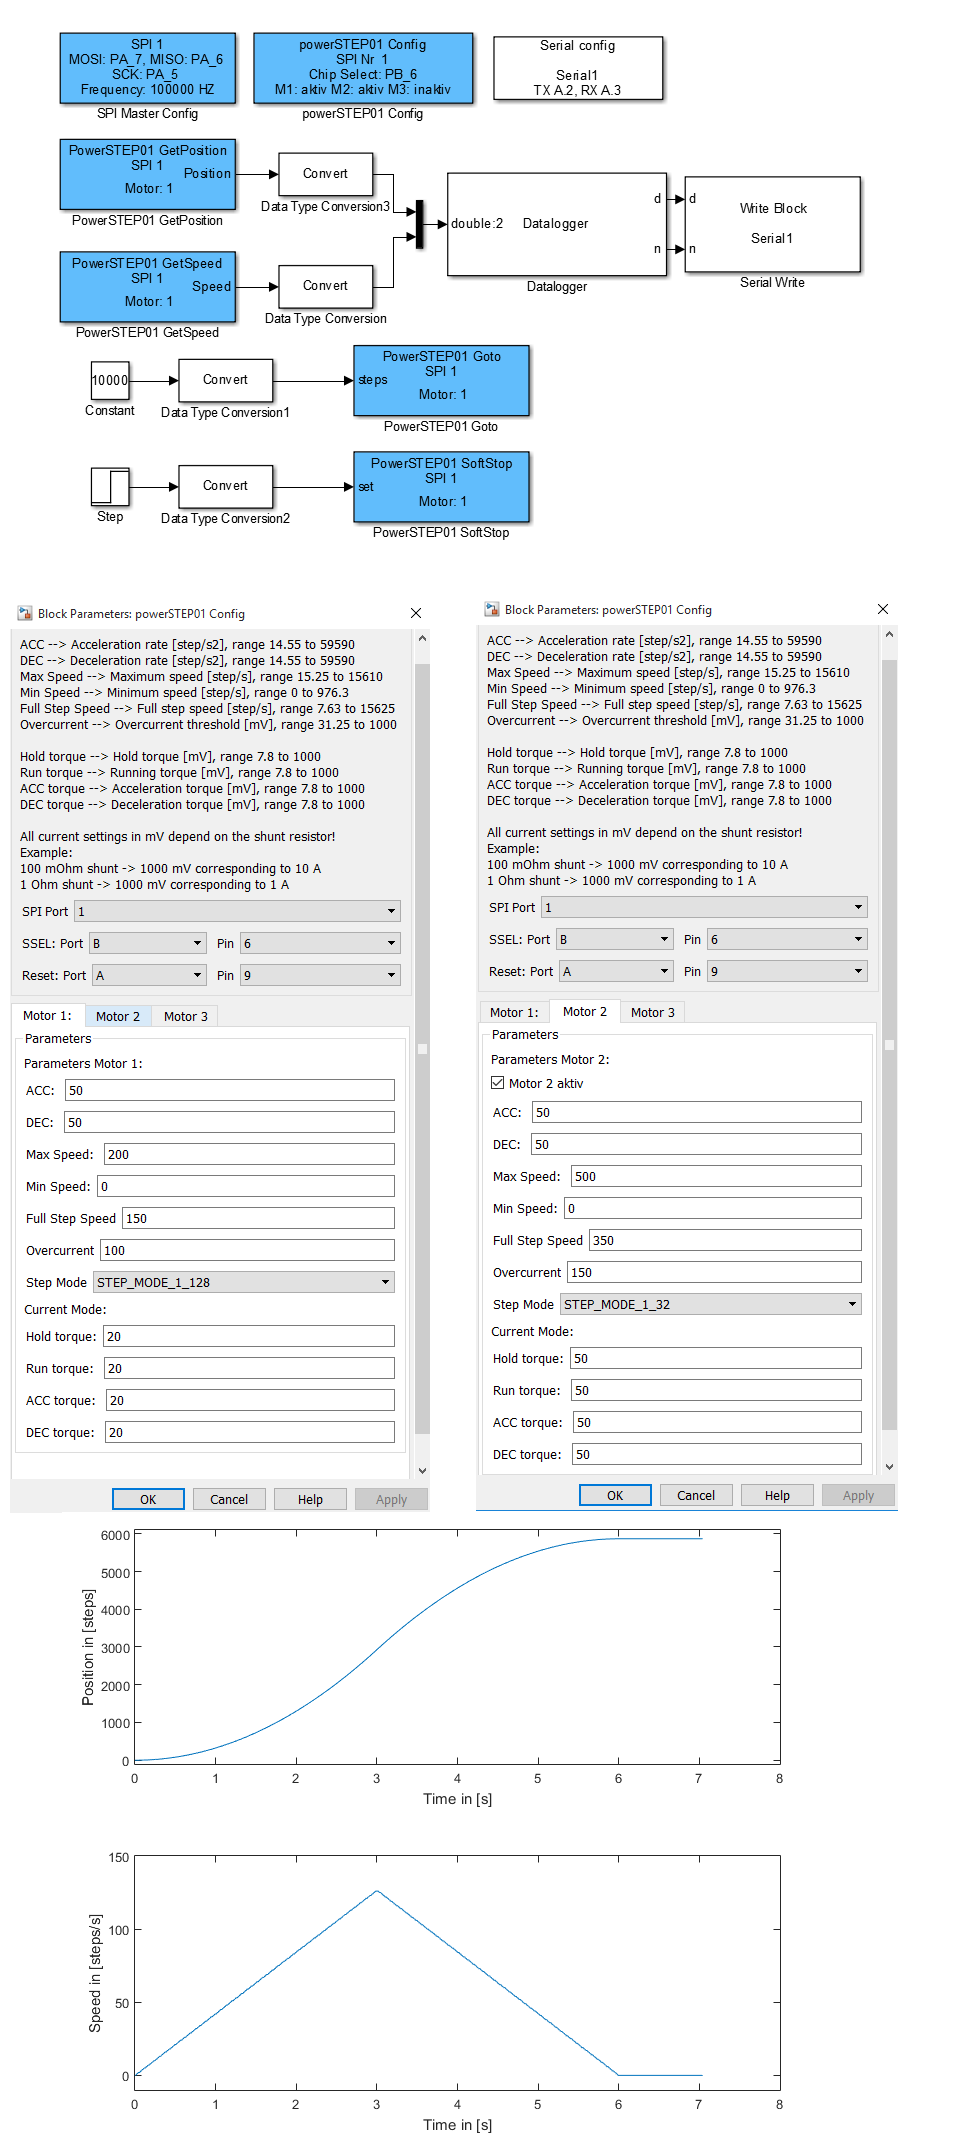 SPI 1
MOSI: PA_7, MISO: PA_6
SCK: PA_5
Frequency: 100000 HZ
SPI Master Config
powerSTEP01 Config
SPI Nr 1
Chip Select: PB_6
M1: aktiv M2: aktiv M3: inaktiv
powerSTEP01 Config
Serial config
Serial1
TX A.2, RX A.3
PowerSTEP01 GetPosition
SPI 1
Position
Motor: 1
PowerSTEP01 GetPosition
Convert
Data Type Conversion3
PowerSTEP01 GetSpeed
SPI 1
Speed
Motor: 1
PowerSTEP01 GetSpeed
Convert
Data Type Conversion
double:2
Datalogger
d
n
Datalogger
d
n
Write Block
Serial1
Serial Write
10000
Constant
Convert
Data Type Conversion1
PowerSTEP01 Goto
SPI 1
steps
Motor: 1
PowerSTEP01 Goto
Step
Convert
Data Type Conversion2
PowerSTEP01 SoftStop
SPI 1
set
Motor: 1
PowerSTEP01 SoftStop
Block Parameters: powerSTEP01 Config
ACC --> Acceleration rate [step/s2], range 14.55 to 59590
DEC --> Deceleration rate [step/s2], range 14.55 to 59590
Max Speed --> Maximum speed [step/s], range 15.25 to 15610
Min Speed --> Minimum speed [step/s], range 0 to 976.3
Full Step Speed --> Full step speed [step/s], range 7.63 to 15625
Overcurrent --> Overcurrent threshold [mV], range 31.25 to 1000
Hold torque --> Hold torque [mV], range 7.8 to 1000
Run torque --> Running torque [mV], range 7.8 to 1000
ACC torque --> Acceleration torque [mV], range 7.8 to 1000
DEC torque --> Deceleration torque [mV], range 7.8 to 1000
All current settings in mV depend on the shunt resistor!
Example:
100 mOhm shunt -> 1000 mV corresponding to 10 A
1 Ohm shunt -> 1000 mV corresponding to 1 A
SPI Port 1
SSEL: Port B Pin 6
Reset: Port A Pin 9
Motor 1: Motor 2 Motor 3
Parameters
Parameters Motor 1:
ACC: 50
DEC: 50
Max Speed: 200
Min Speed: 0
Full Step Speed 150
Overcurrent 100
Step Mode STEP_MODE_1_128
Current Mode:
Hold torque: 20
Run torque: 20
ACC torque: 20
DEC torque: 20
OK Cancel Help Apply
Block Parameters: powerSTEP01 Config
ACC --> Acceleration rate [step/s2], range 14.55 to 59590
DEC --> Deceleration rate [step/s2], range 14.55 to 59590
Max Speed --> Maximum speed [step/s], range 15.25 to 15610
Min Speed --> Minimum speed [step/s], range 0 to 976.3
Full Step Speed --> Full step speed [step/s], range 7.63 to 15625
Overcurrent --> Overcurrent threshold [mV], range 31.25 to 1000
Hold torque --> Hold torque [mV], range 7.8 to 1000
Run torque --> Running torque [mV], range 7.8 to 1000
ACC torque --> Acceleration torque [mV], range 7.8 to 1000
DEC torque --> Deceleration torque [mV], range 7.8 to 1000
All current settings in mV depend on the shunt resistor!
Example:
100 mOhm shunt -> 1000 mV corresponding to 10 A
1 Ohm shunt -> 1000 mV corresponding to 1 A
SPI Port 1
SSEL: Port B Pin 6
Reset: Port A Pin 9
Motor 1: Motor 2 Motor 3
Parameters
Parameters Motor 2:
Motor 2 aktiv
ACC: 50
DEC: 50
Max Speed: 500
Min Speed: 0
Full Step Speed 350
Overcurrent 150
Step Mode STEP_MODE_1_32
Current Mode:
Hold torque: 50
Run torque: 50
ACC torque: 50
DEC torque: 50
OK Cancel Help Apply
Position in [steps]
6000
5000
4000
3000
2000
1000
0
0 1 2 3 4 5 6 7 8
Time in [s]
Speed in [steps/s]
150
100
50
0
0 1 2 3 4 5 6 7 8
Time in [s]